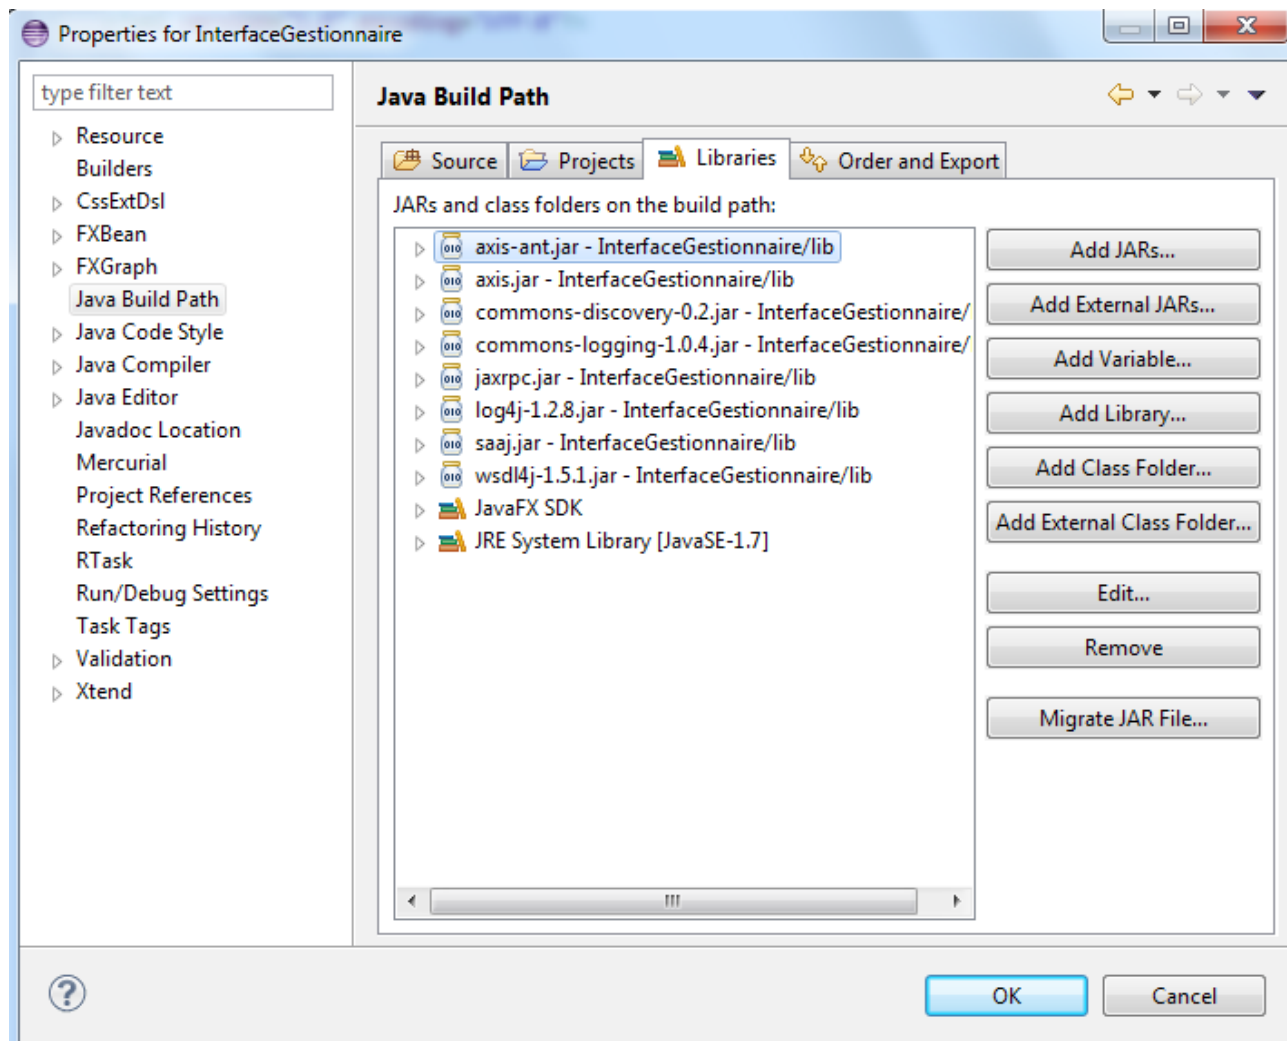 Properties for InterfaceGestionnaire
type filter text
Resource
Builders
CssExtDsl
FXBean
FXGraph
Java Build Path
Java Code Style
Java Compiler
Java Editor
Javadoc Location
Mercurial
Project References
Refactoring History
RTask
Run/Debug Settings
Task Tags
Validation
Xtend
Java Build Path
Source Projects Libraries Order and Export
JARs and class folders on the build path:
axis-ant.jar - InterfaceGestionnaire/lib
axis.jar - InterfaceGestionnaire/lib
commons-discovery-0.2.jar - InterfaceGestionnaire/
commons-logging-1.0.4.jar - InterfaceGestionnaire/
jaxrpc.jar - InterfaceGestionnaire/lib
log4j-1.2.8.jar - InterfaceGestionnaire/lib
saaj.jar - InterfaceGestionnaire/lib
wsdl4j-1.5.1.jar - InterfaceGestionnaire/lib
JavaFX SDK
JRE System Library [JavaSE-1.7]
Add JARs...
Add External JARs...
Add Variable...
Add Library...
Add Class Folder...
Add External Class Folder...
Edit...
Remove
Migrate JAR File...
OK Cancel